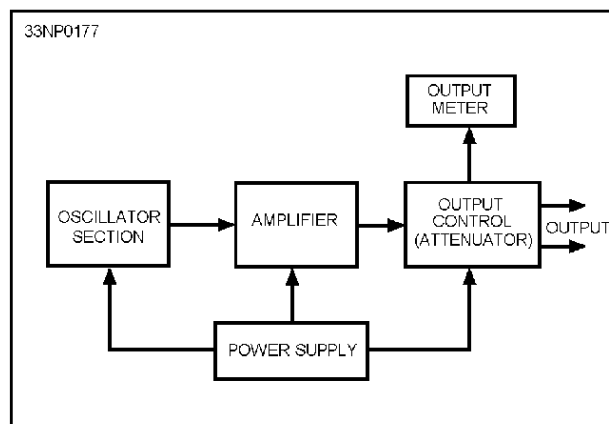 33NP0177
OUTPUT
METER
OSCILLATOR
SECTION
AMPLIFIER
OUTPUT
CONTROL
(ATTENUATOR)
OUTPUT
POWER SUPPLY